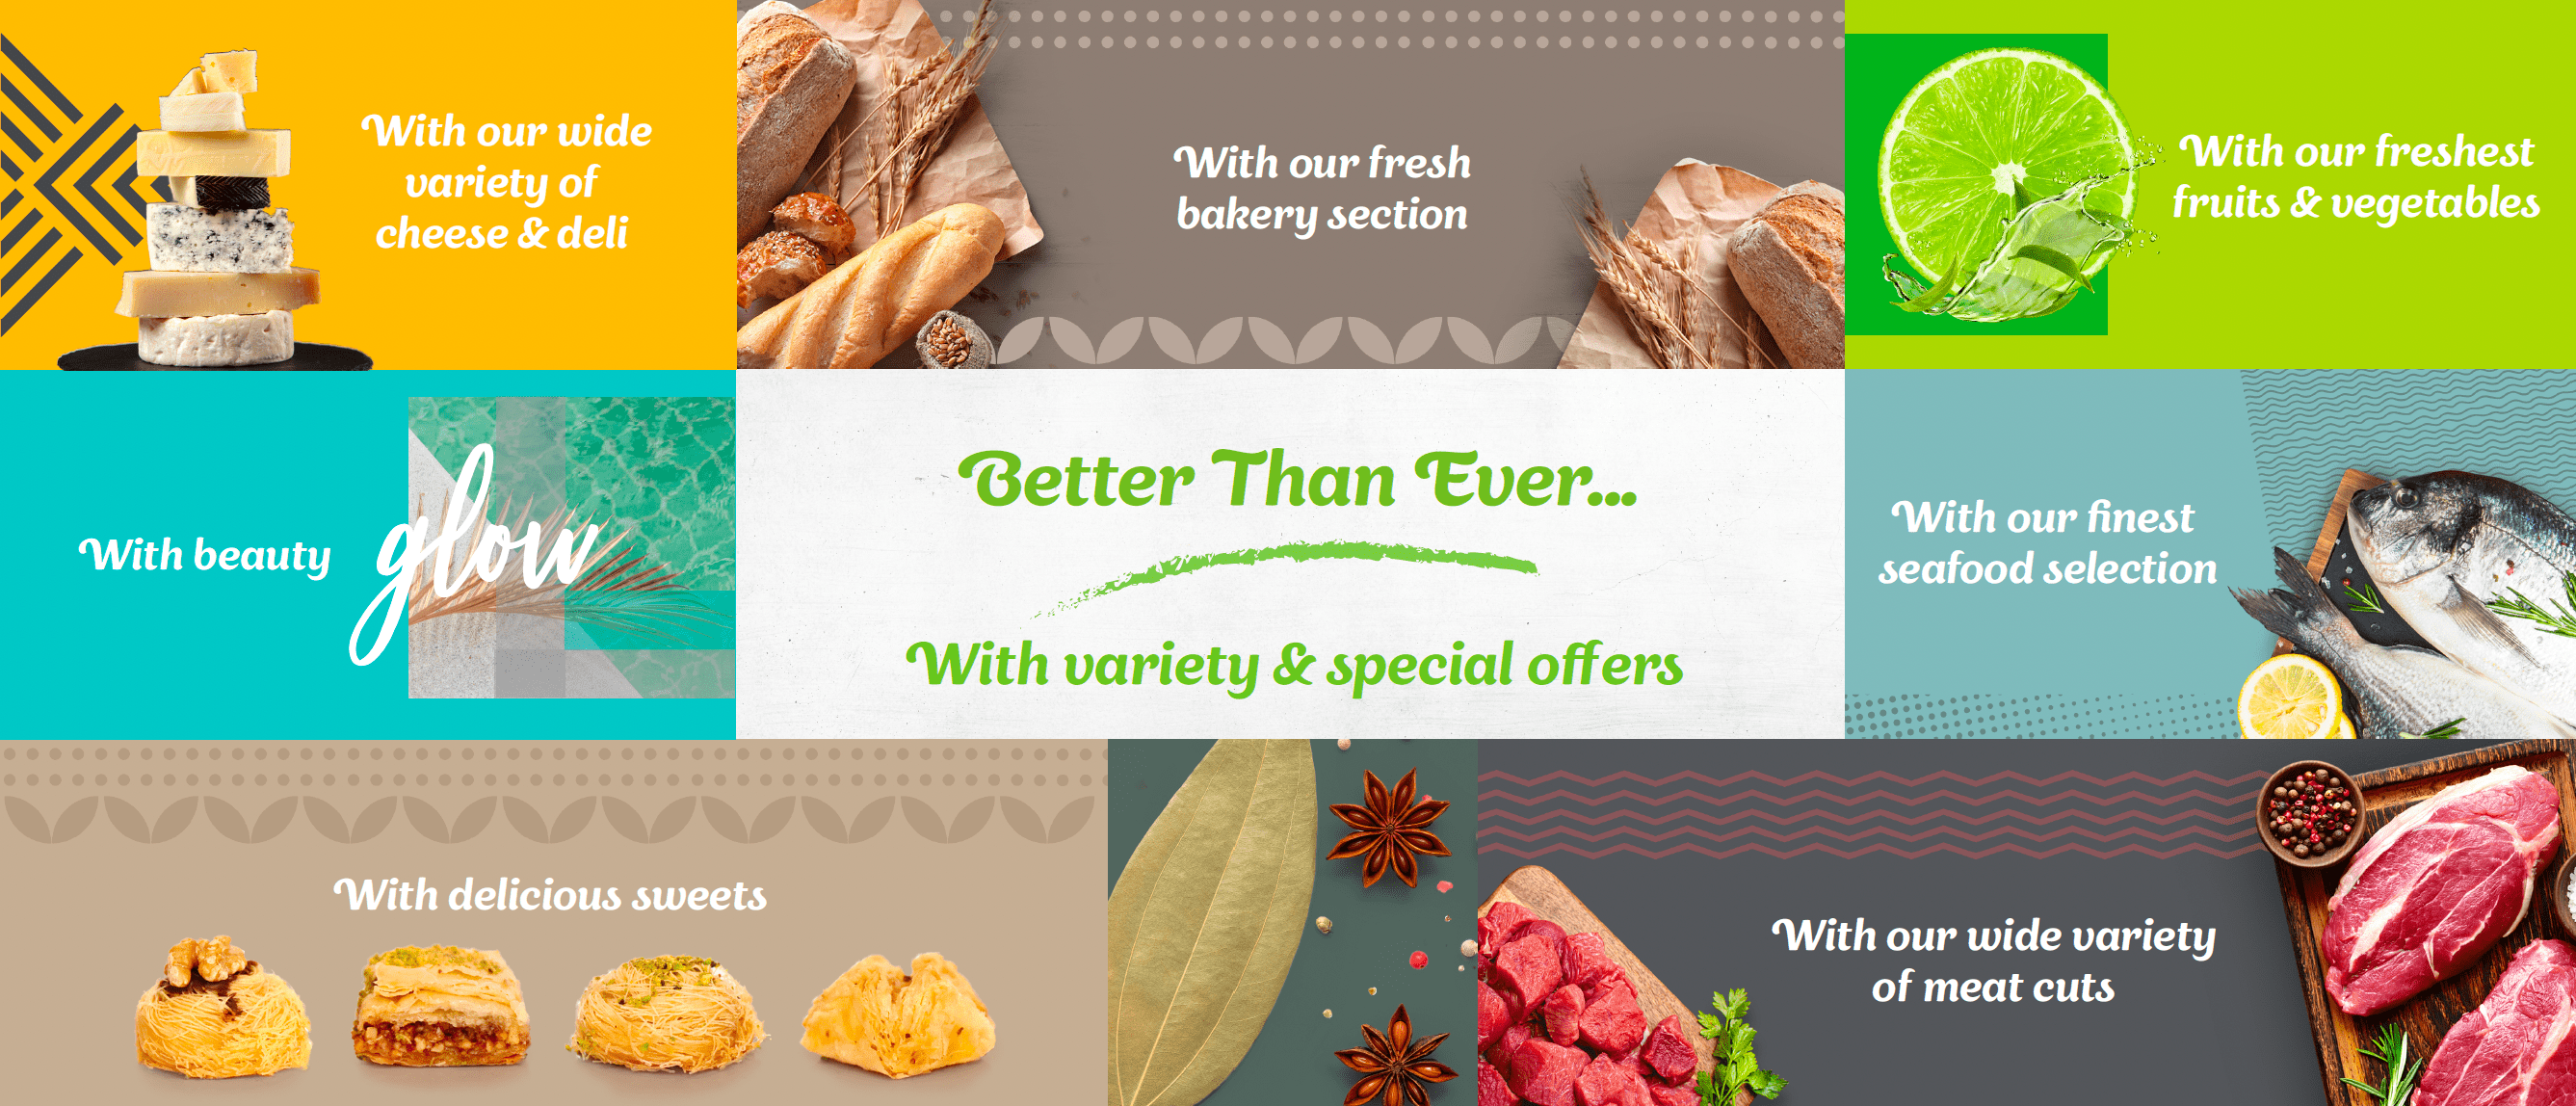 With our wide
variety of
cheese & deli
With our fresh
bakery section
With our freshest
fruits & vegetables
With beauty
glow
Better Than Ever...
With variety & special offers
With our finest
seafood selection
With delicious sweets
With our wide variety
of meat cuts